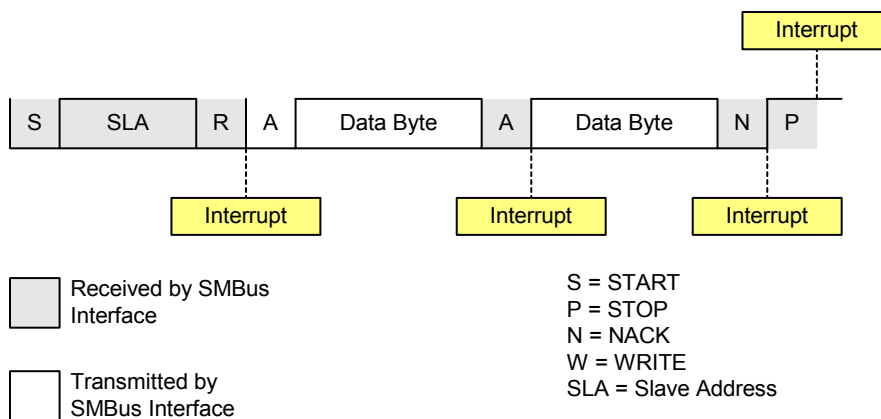 Interrupt
S SLA R A Data Byte A Data Byte N P
Interrupt Interrupt Interrupt
Received by SMBus
Interface
Transmitted by
SMBus Interface
S = START
P = STOP
N = NACK
W = WRITE
SLA = Slave Address